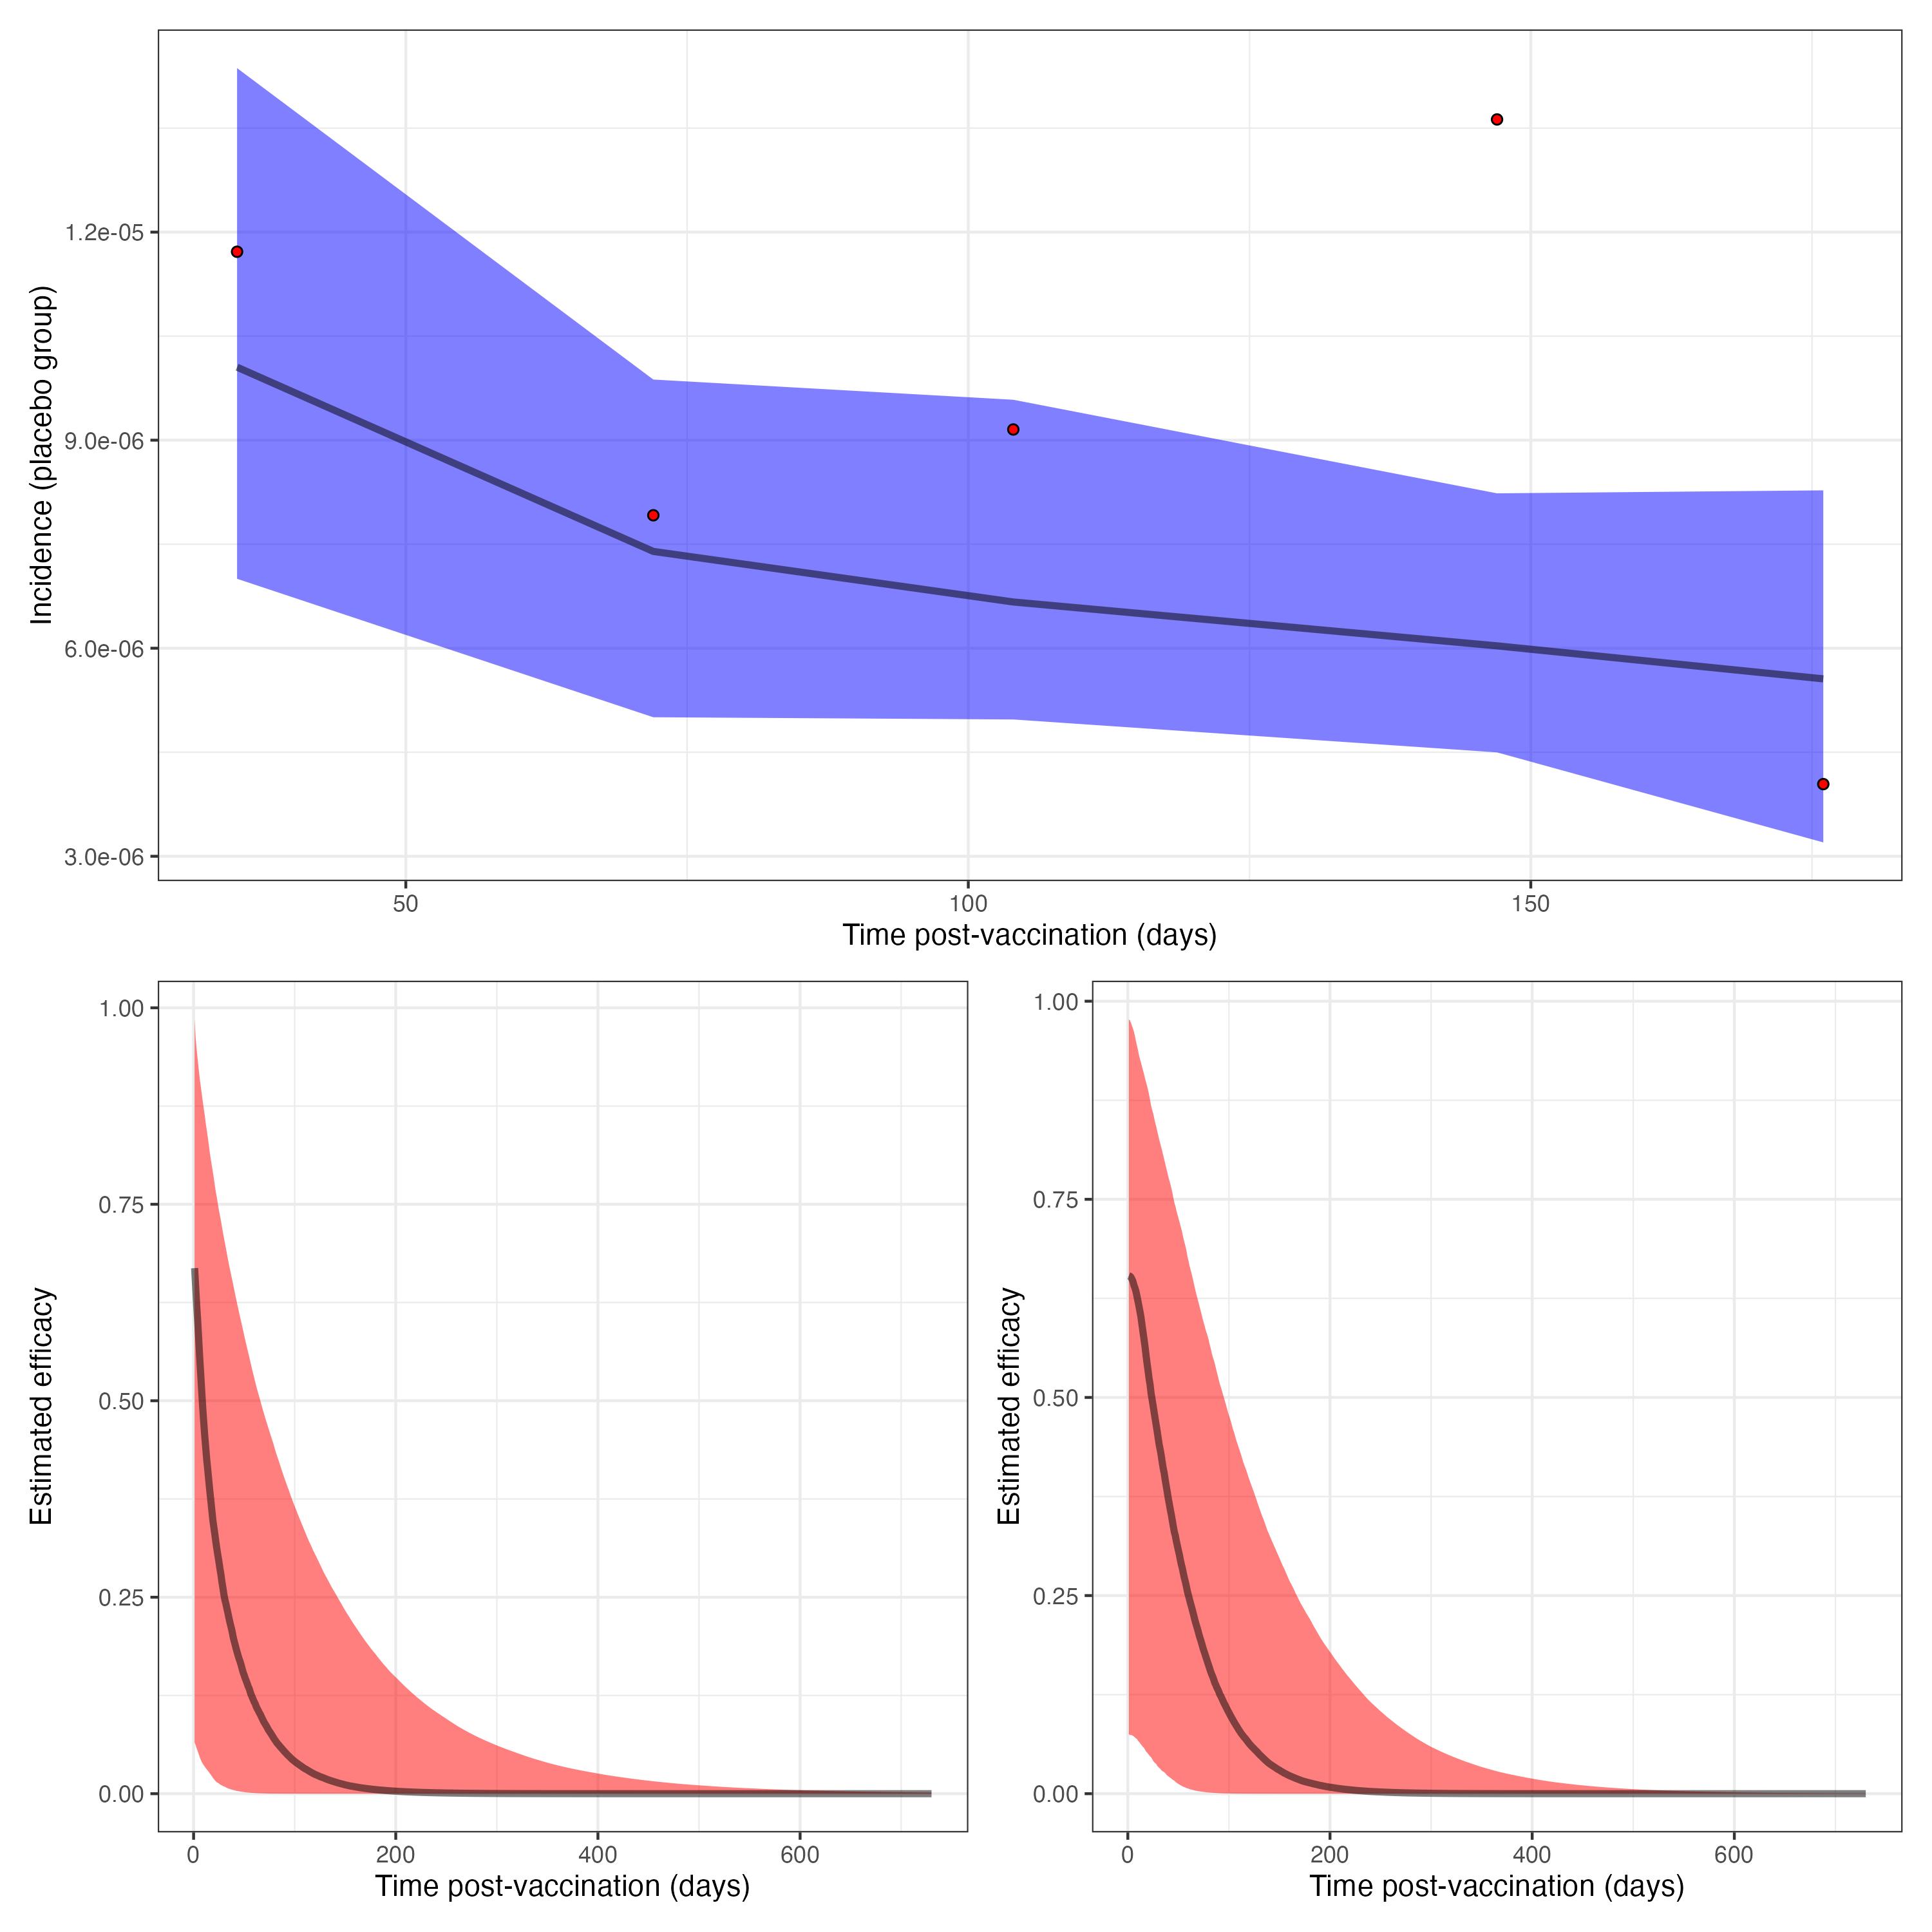 Incidence (placebo group)
1.2e-05
9.0e-06
6.0e-06
3.0e-06
50
100
150
Time post-vaccination (days)
Estimated efficacy
1.00
0.75
0.50
0.25
0.00
0
200
400
600
Time post-vaccination (days)
Estimated efficacy
1.00
0.75
0.50
0.25
0.00
0
200
400
600
Time post-vaccination (days)